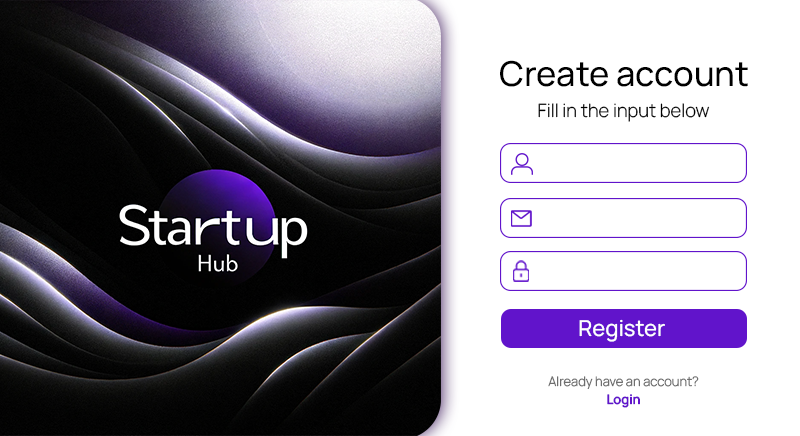 Startup
Hub
Create account
Fill in the input below
Register
Already have an account?
Login